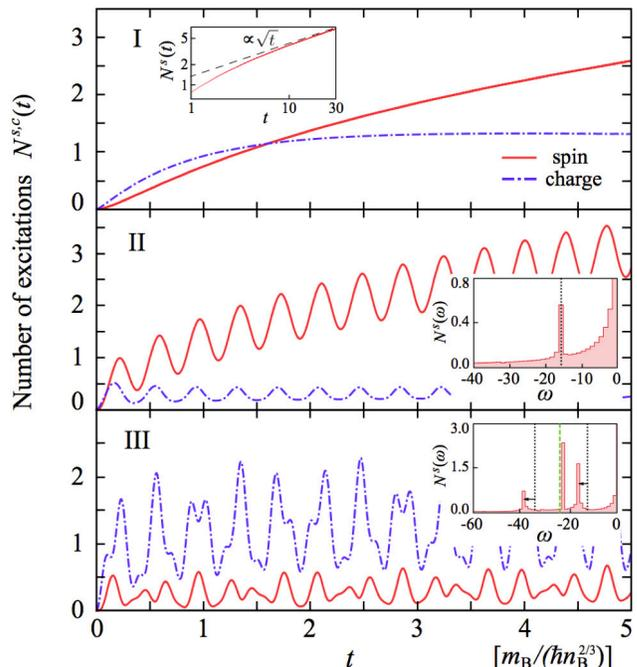 Number of excitations N^{s,c}(t)
3
I
2
1
0
N^s(t)
5
2
1
∝√t
1 10 30
t
spin
charge
3
II
2
1
0
N^s(ω)
0.8
0.4
0.0
-40 -30 -20 -10 0
ω
III
2
1
0
N^s(ω)
3.0
1.5
0.0
-60 -40 -20 0
ω
0 1 2 3 4 5
t [m_B/(ħn_B^{2/3})]